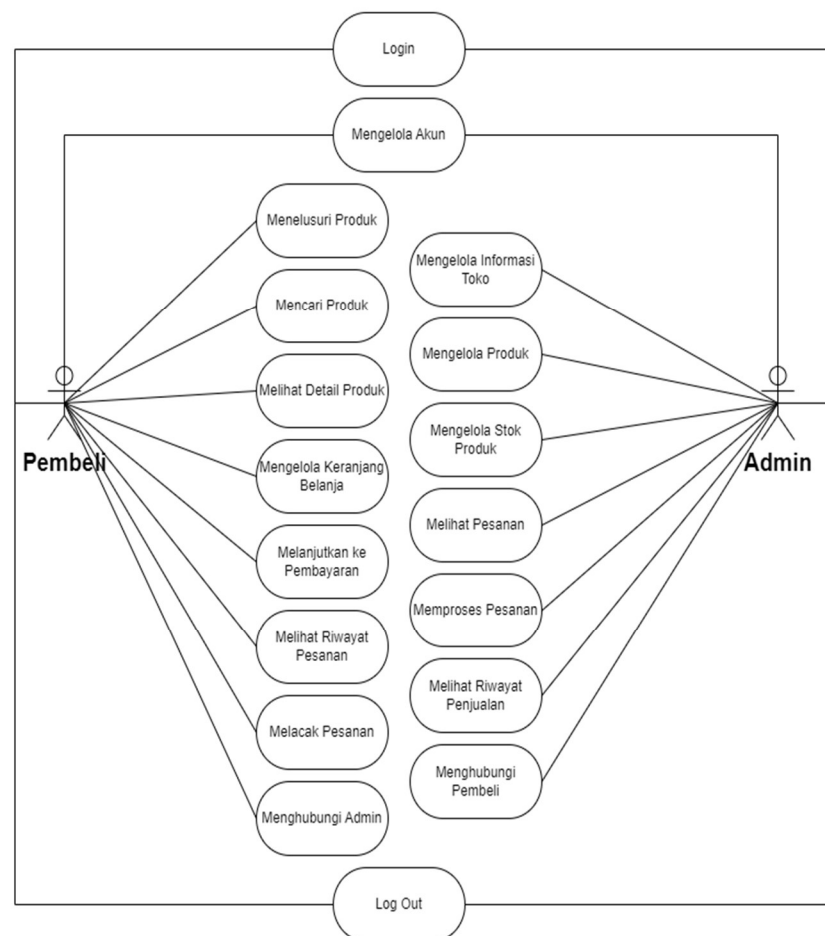 Login
Mengelola Akun
Menelusuri Produk
Mencari Produk
Melihat Detail Produk
Mengelola Keranjang
Belanja
Melanjutkan ke
Pembayaran
Melihat Riwayat
Pesanan
Melacak Pesanan
Menghubungi Admin
Mengelola Informasi
Toko
Mengelola Produk
Mengelola Stok
Produk
Melihat Pesanan
Memproses Pesanan
Melihat Riwayat
Penjualan
Menghubungi
Pembeli
Pembeli
Admin
Log Out